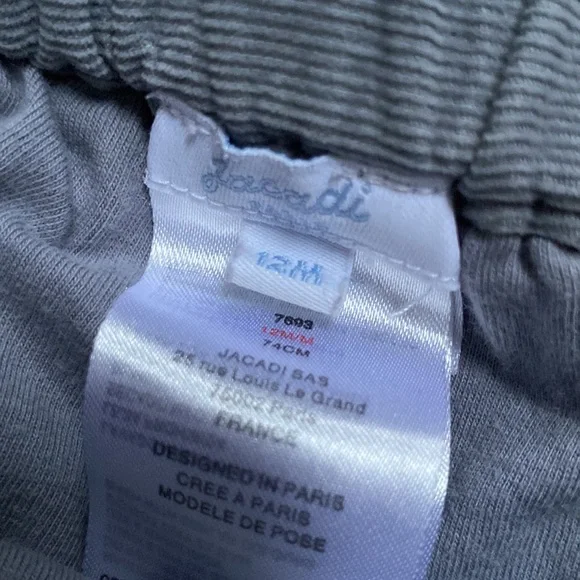 Jacadi
12M
7693
12M/M
74CM
JACADI SAS
26 rue Louis Le Grand
75002 Paris
FRANCE
DESIGNED IN PARIS
CREE A PARIS
MODELE DE POSE